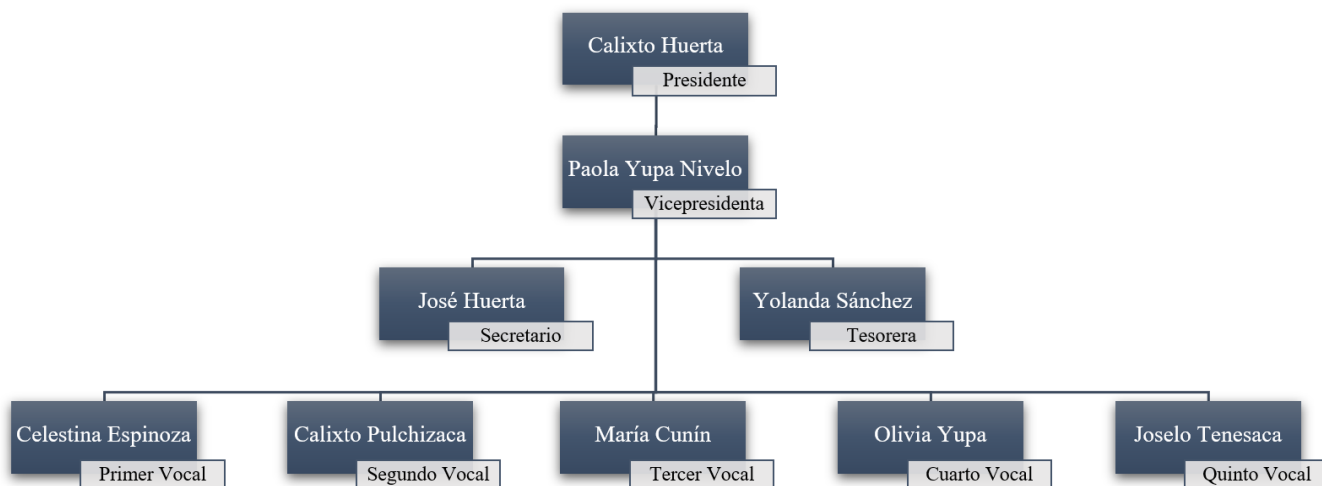 Calixto Huerta
Presidente
Paola Yupa Nivelo
Vicepresidenta
José Huerta
Secretario
Yolanda Sánchez
Tesorera
Celestina Espinoza
Primer Vocal
Calixto Pulchizaca
Segundo Vocal
María Cunín
Tercer Vocal
Olivia Yupa
Cuarto Vocal
Joselo Tenesaca
Quinto Vocal